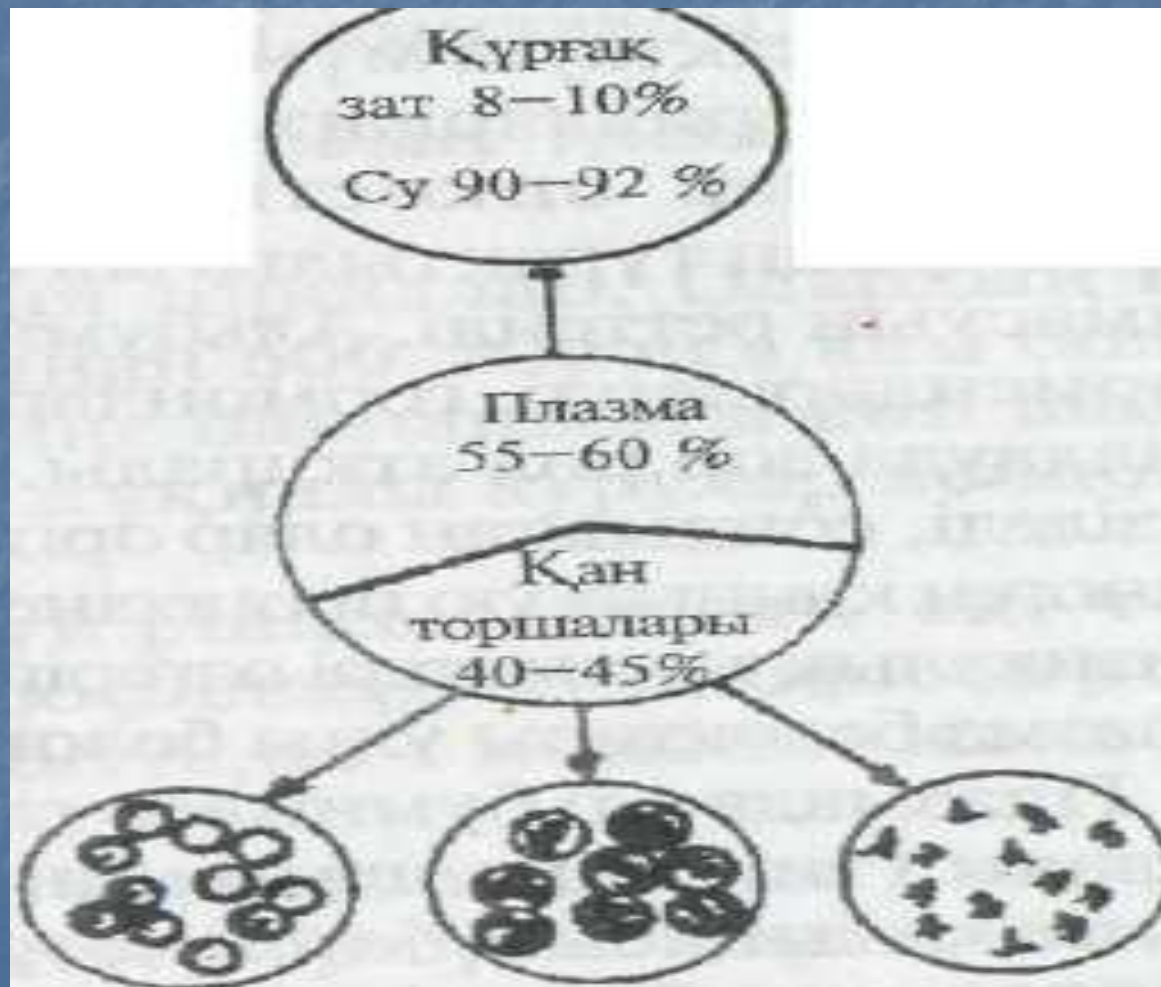 Құрғақ
зат 8—10%
Су 90—92 %
Плазма
55—60 %
Қан
торшалары
40—45%